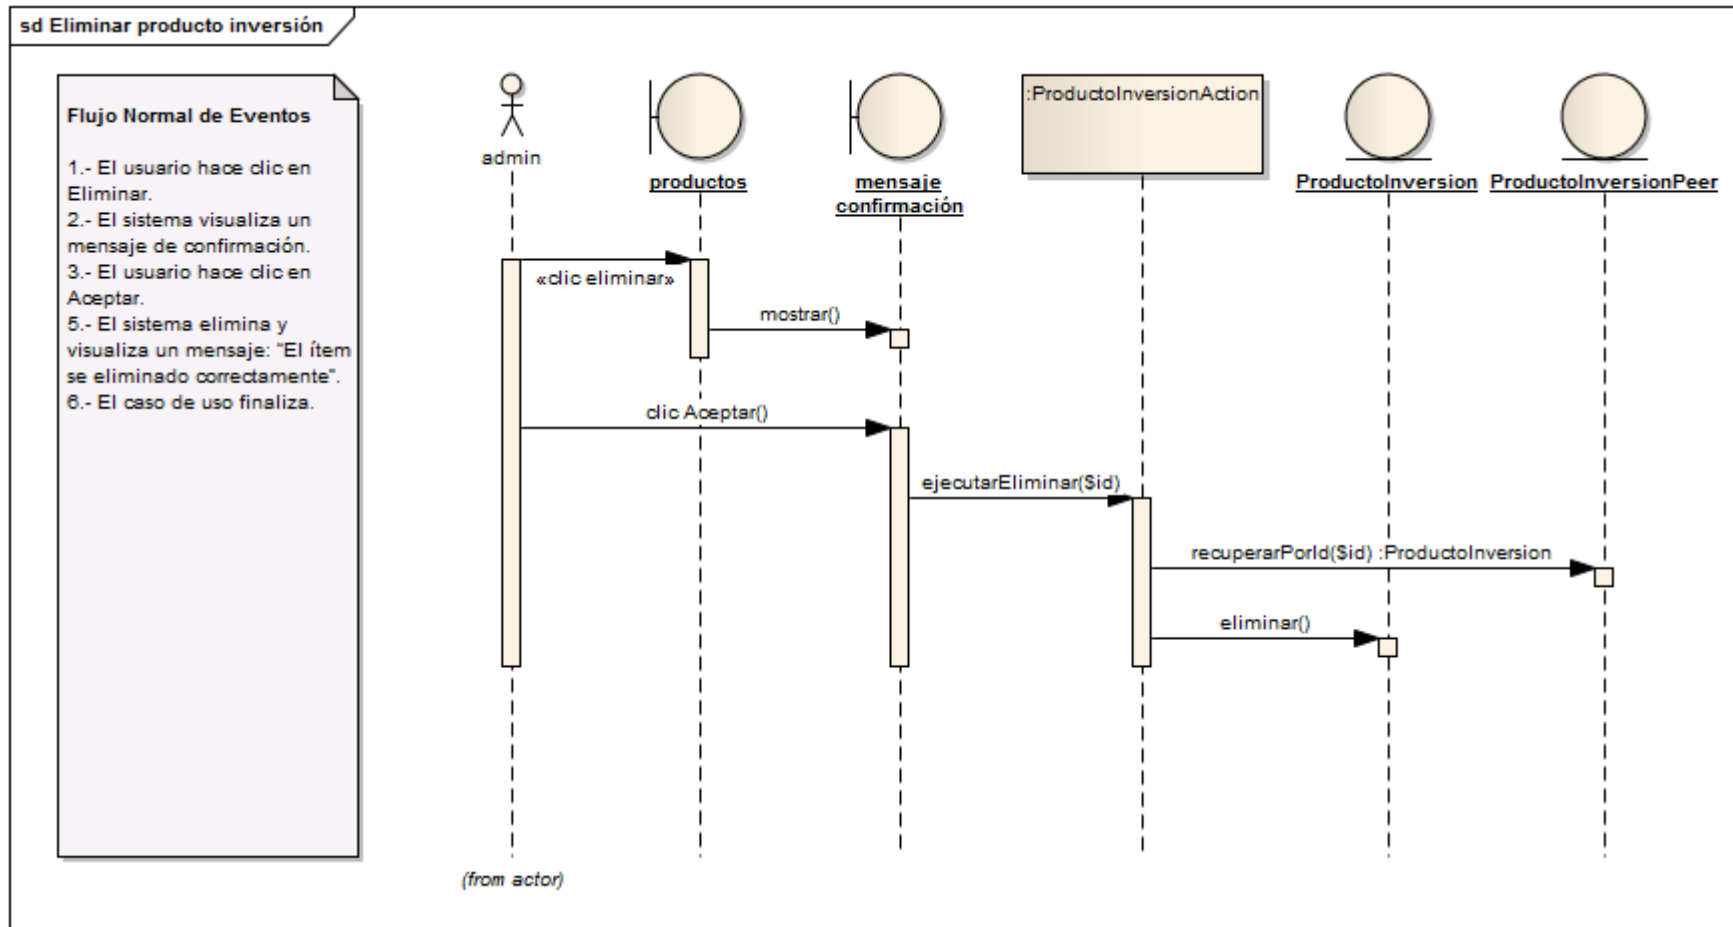 sd Eliminar producto inversión
Flujo Normal de Eventos
1.- El usuario hace clic en
Eliminar.
2.- El sistema visualiza un
mensaje de confirmación.
3.- El usuario hace clic en
Aceptar.
5.- El sistema elimina y
visualiza un mensaje: "El ítem
se eliminado correctamente".
6.- El caso de uso finaliza.
admin
productos
mensaje
confirmación
:ProductoInversionAction
ProductoInversion
ProductoInversionPeer
«clic eliminar»
mostrar()
clic Aceptar()
ejecutarEliminar($id)
recuperarPorId($id) :ProductoInversion
eliminar()
(from actor)